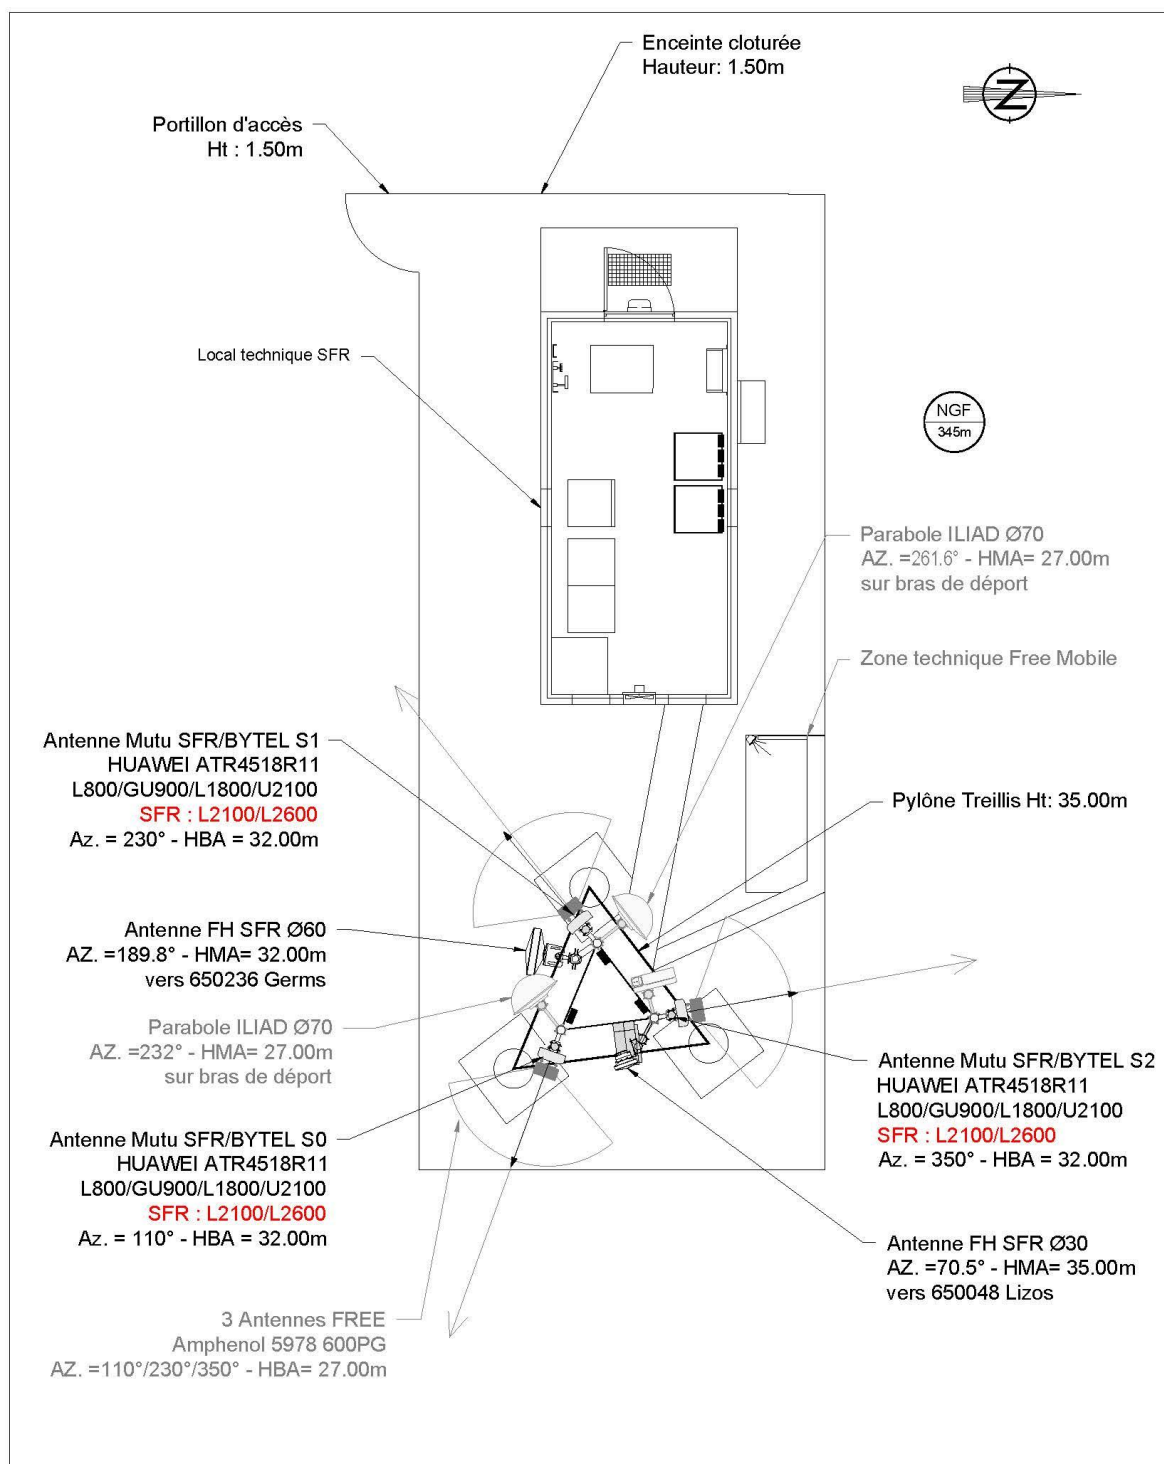 Enceinte cloturée
Hauteur: 1.50m
Portillon d'accès
Ht : 1.50m
Z
Local technique SFR
NGF
345m
Parabole ILIAD Ø70
AZ. =261.6° - HMA= 27.00m
sur bras de déport
Zone technique Free Mobile
Antenne Mutu SFR/BYTEL S1
HUAWEI ATR4518R11
L800/GU900/L1800/U2100
SFR : L2100/L2600
Az. = 230° - HBA = 32.00m
Pylône Treillis Ht: 35.00m
Antenne FH SFR Ø60
AZ. =189.8° - HMA= 32.00m
vers 650236 Germs
Parabole ILIAD Ø70
AZ. =232° - HMA= 27.00m
sur bras de déport
Antenne Mutu SFR/BYTEL S2
HUAWEI ATR4518R11
L800/GU900/L1800/U2100
SFR : L2100/L2600
Az. = 350° - HBA = 32.00m
Antenne Mutu SFR/BYTEL S0
HUAWEI ATR4518R11
L800/GU900/L1800/U2100
SFR : L2100/L2600
Az. = 110° - HBA = 32.00m
Antenne FH SFR Ø30
AZ. =70.5° - HMA= 35.00m
vers 650048 Lizos
3 Antennes FREE
Amphenol 5978 600PG
AZ. =110°/230°/350° - HBA= 27.00m